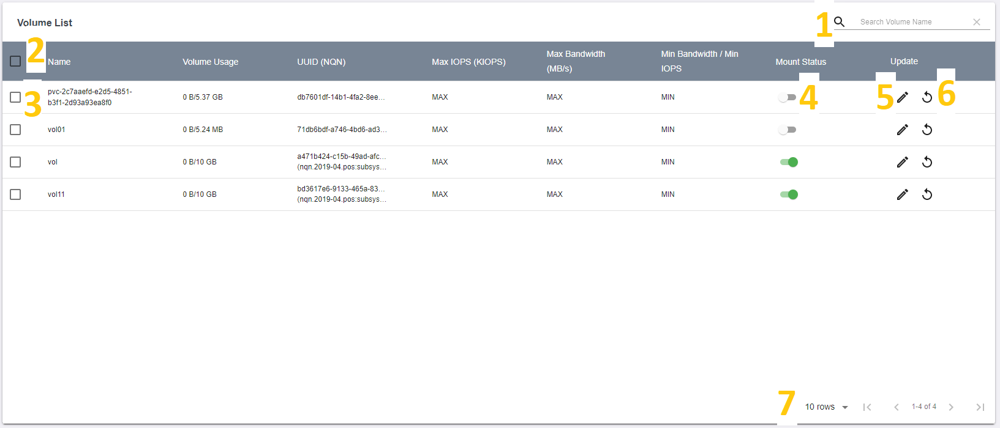 Volume List
1
Search Volume Name
2
Name
Volume Usage
UUID (NQN)
Max IOPS (KIOPS)
Max Bandwidth
(MB/s)
Min Bandwidth / Min
IOPS
Mount Status
Update
3
pvc-2c7aaefd-e2d5-4851-
b3f1-2d93a93ea8f0
0 B/5.37 GB
db7601df-14b1-4fa2-8ee...
MAX
MAX
MIN
4
5
6
vol01
0 B/5.24 MB
71db6bdf-a746-4bd6-ad3...
MAX
MAX
MIN
vol
0 B/10 GB
a471b424-c15b-49ad-afc...
(nqn.2019-04.pos:subsys...
MAX
MAX
MIN
vol11
0 B/10 GB
bd3617e6-9133-465a-83...
(nqn.2019-04.pos:subsys...
MAX
MAX
MIN
7
10 rows
1-4 of 4